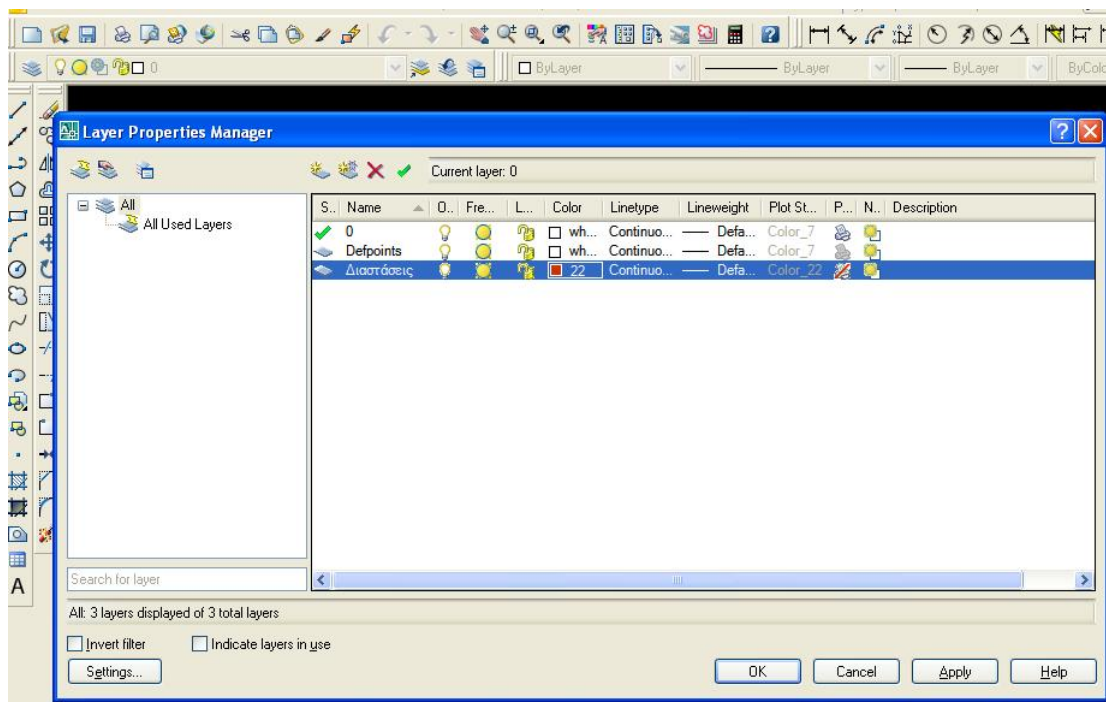 0 ByLayer ByLayer ByLayer ByColo
Layer Properties Manager
Current layer: 0
All
All Used Layers
S.. Name O.. Fre... L... Color Linetype Lineweight Plot St... P... N.. Description
0 wh... Continuo... Defa... Color_7
Defpoints wh... Continuo... Defa... Color_7
Διαστάσεις 22 Continuo... Defa... Color_22
Search for layer
All: 3 layers displayed of 3 total layers
Invert filter Indicate layers in use
Settings... OK Cancel Apply Help
A